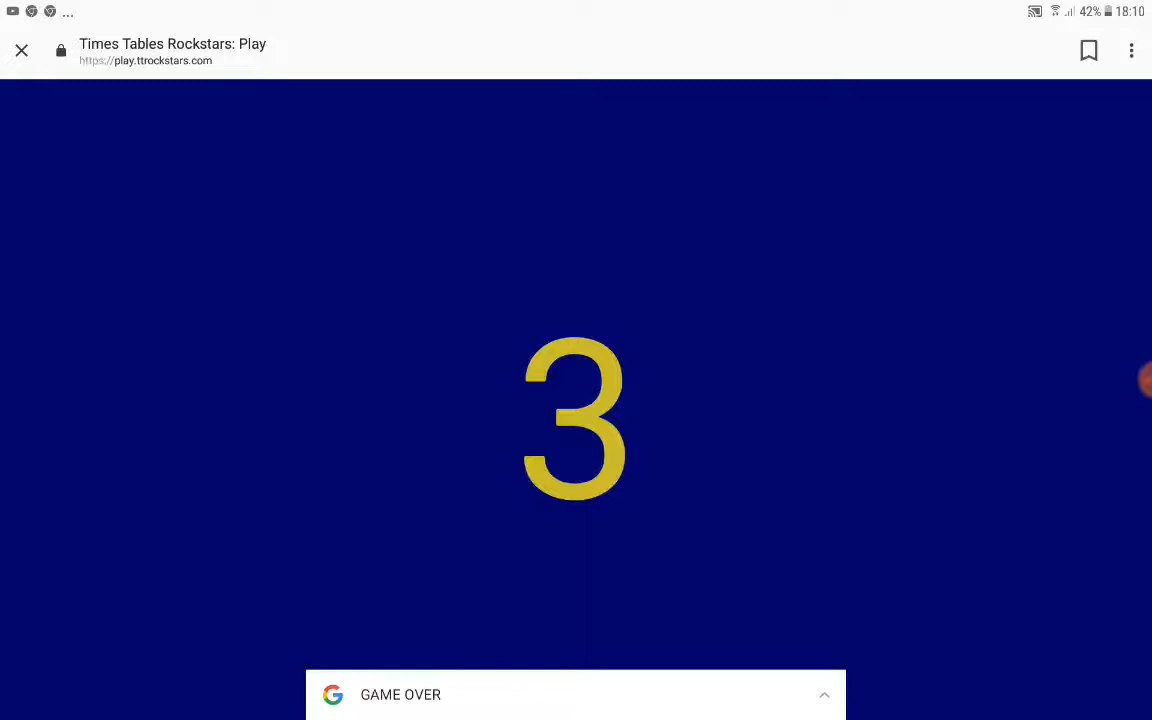 ... 42% 18:10
Times Tables Rockstars: Play
https://play.ttrockstars.com
3
GAME OVER